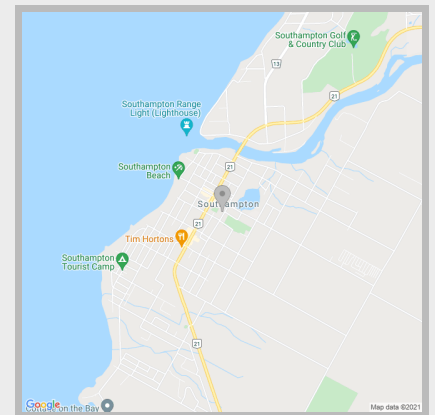 Southampton Golf
& Country Club
13
21
Southampton Range
Light (Lighthouse)
21
Southampton
Beach
Southampton
21
Tim Hortons
Southampton
Tourist Camp
21
Google
Cottage on the Bay
Map data ©2021